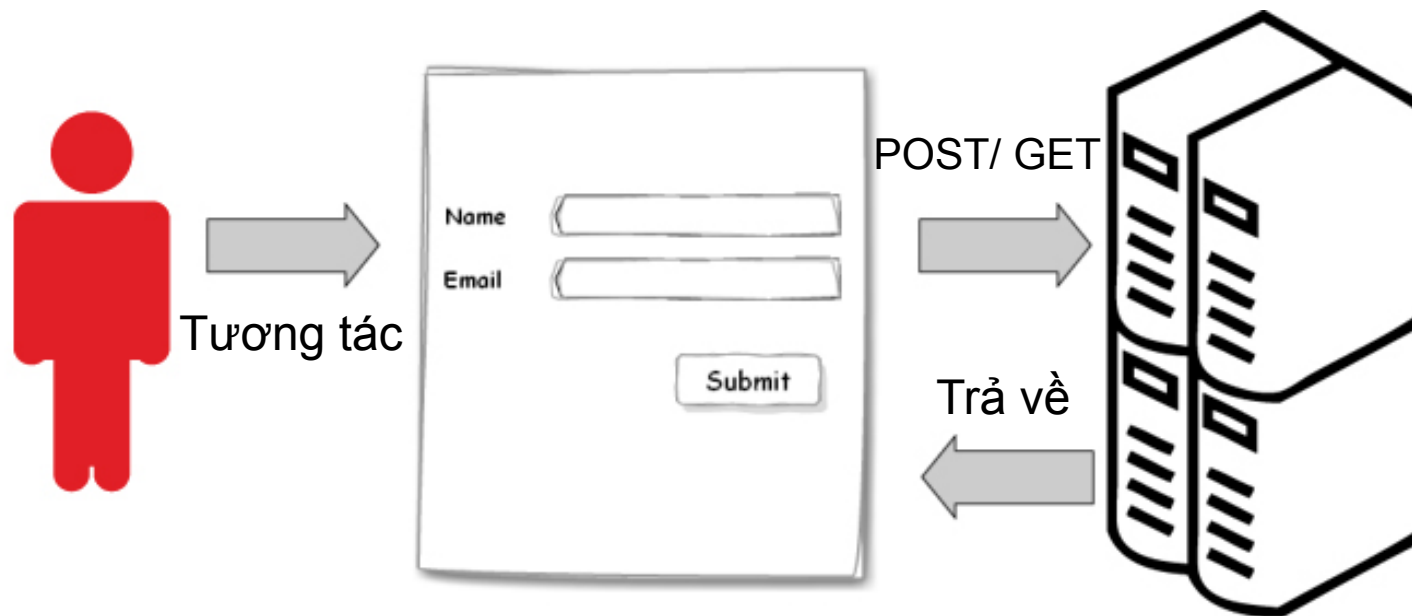 POST/ GET
Name
Email
Tương tác
Submit
Trả về